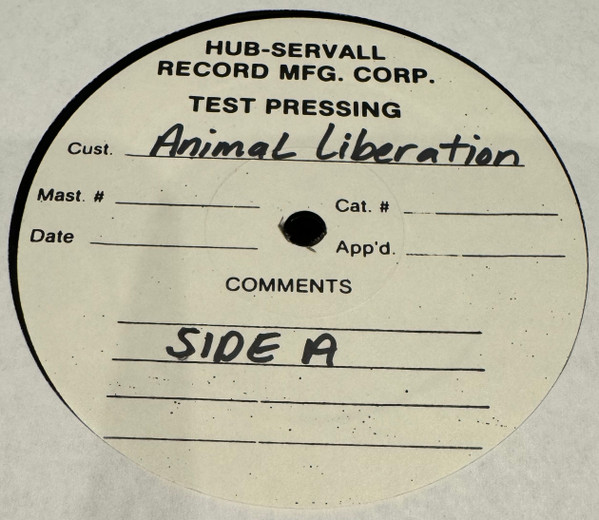 HUB-SERVALL
RECORD MFG. CORP.
TEST PRESSING
Cust. Animal Liberation
Mast. # Cat. #
Date App'd.
COMMENTS
SIDE A